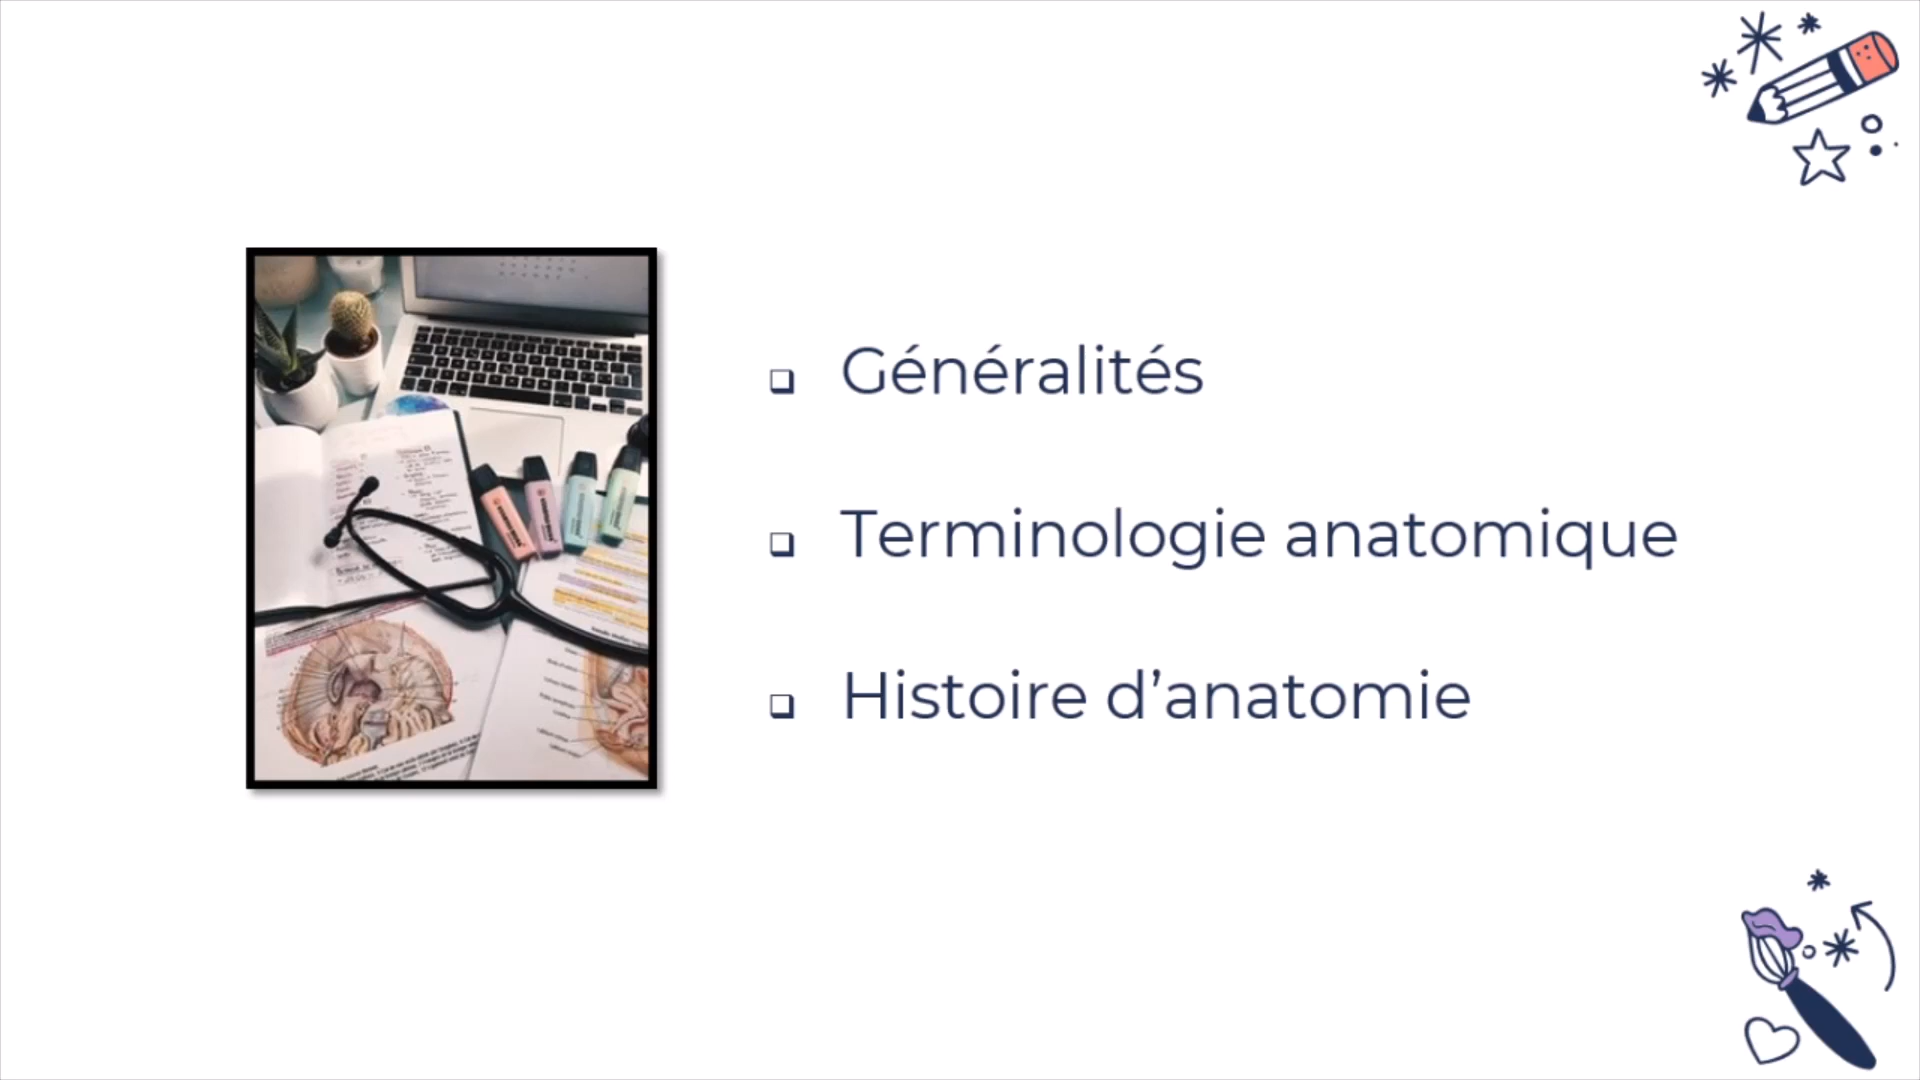 Généralités
Terminologie anatomique
Histoire d’anatomie